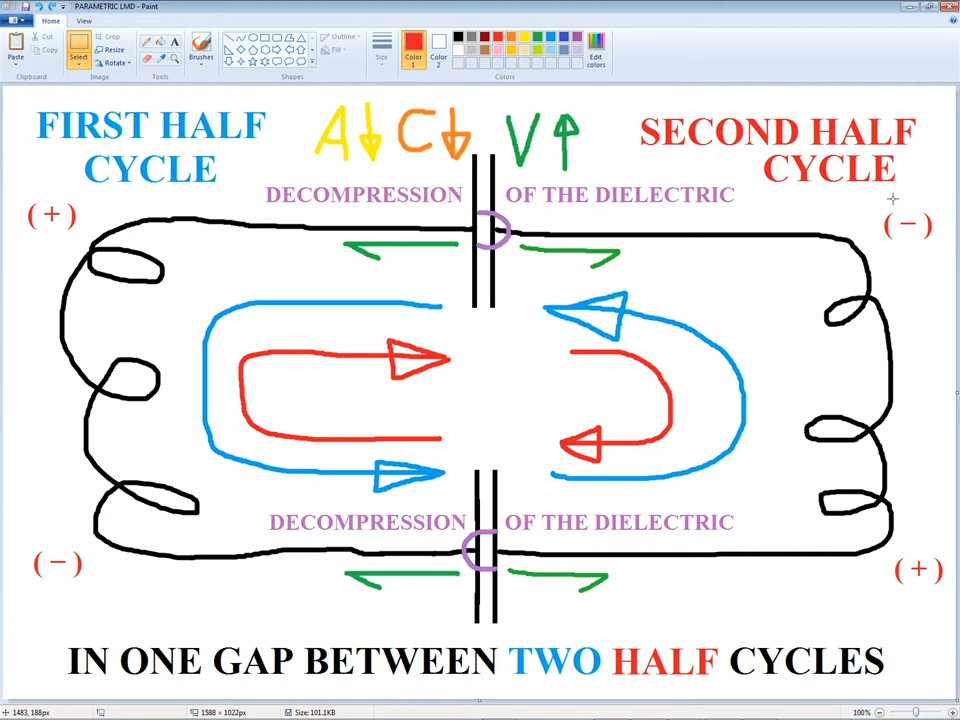 PARAMETRIC LMD - Paint
Home View
Paste
Cut
Copy
Clipboard
Select
Crop
Resize
Rotate
Image
Tools
Brushes
Shapes
Outline
Fill
Size
Color 1
Color 2
Edit colors
Colors
FIRST HALF CYCLE
A↓ C↓ V↑
SECOND HALF CYCLE
DECOMPRESSION OF THE DIELECTRIC
( + )
( − )
DECOMPRESSION OF THE DIELECTRIC
( − )
( + )
IN ONE GAP BETWEEN TWO HALF CYCLES
1483, 188px
1588 × 1022px
Size: 101.1KB
100%